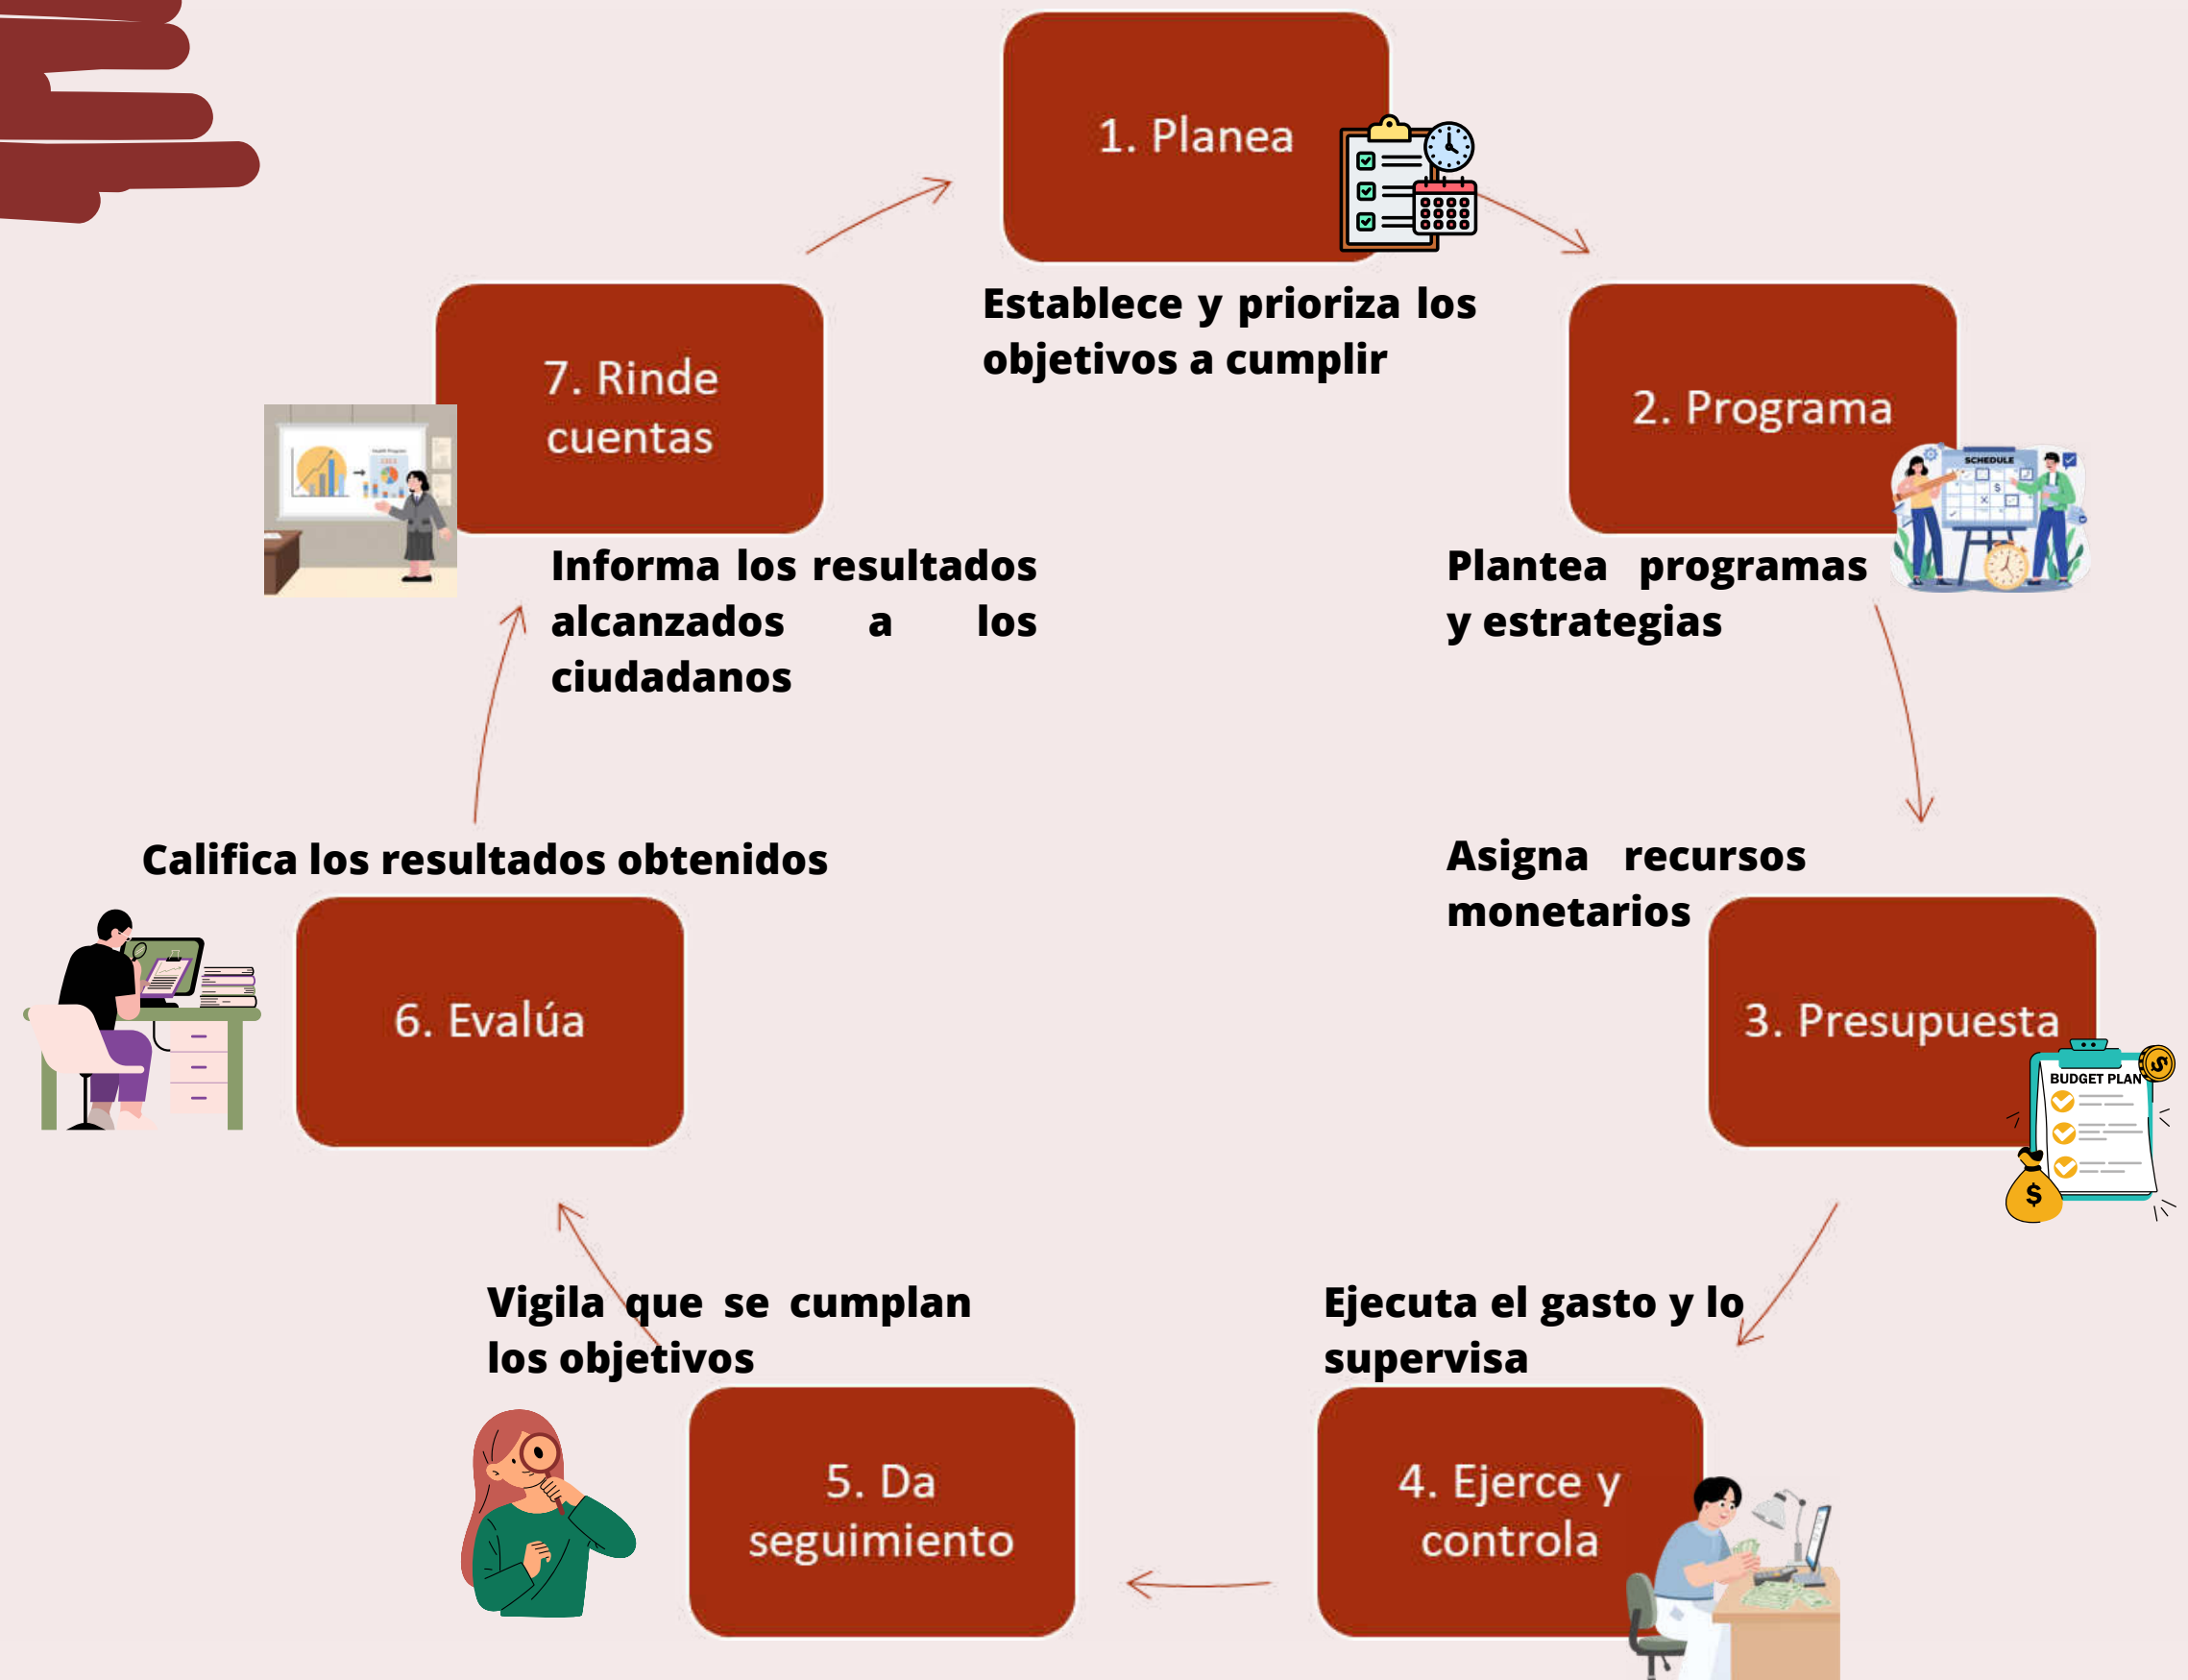 1. Planea
Establece y prioriza los
objetivos a cumplir
2. Programa
SCHEDULE
Plantea programas
y estrategias
Asigna recursos
monetarios
3. Presupuesta
BUDGET PLAN
$
Ejecuta el gasto y lo
supervisa
4. Ejerce y
controla
Vigila que se cumplan
los objetivos
5. Da
seguimiento
Califica los resultados obtenidos
6. Evalúa
7. Rinde
cuentas
Informa los resultados
alcanzados a los
ciudadanos